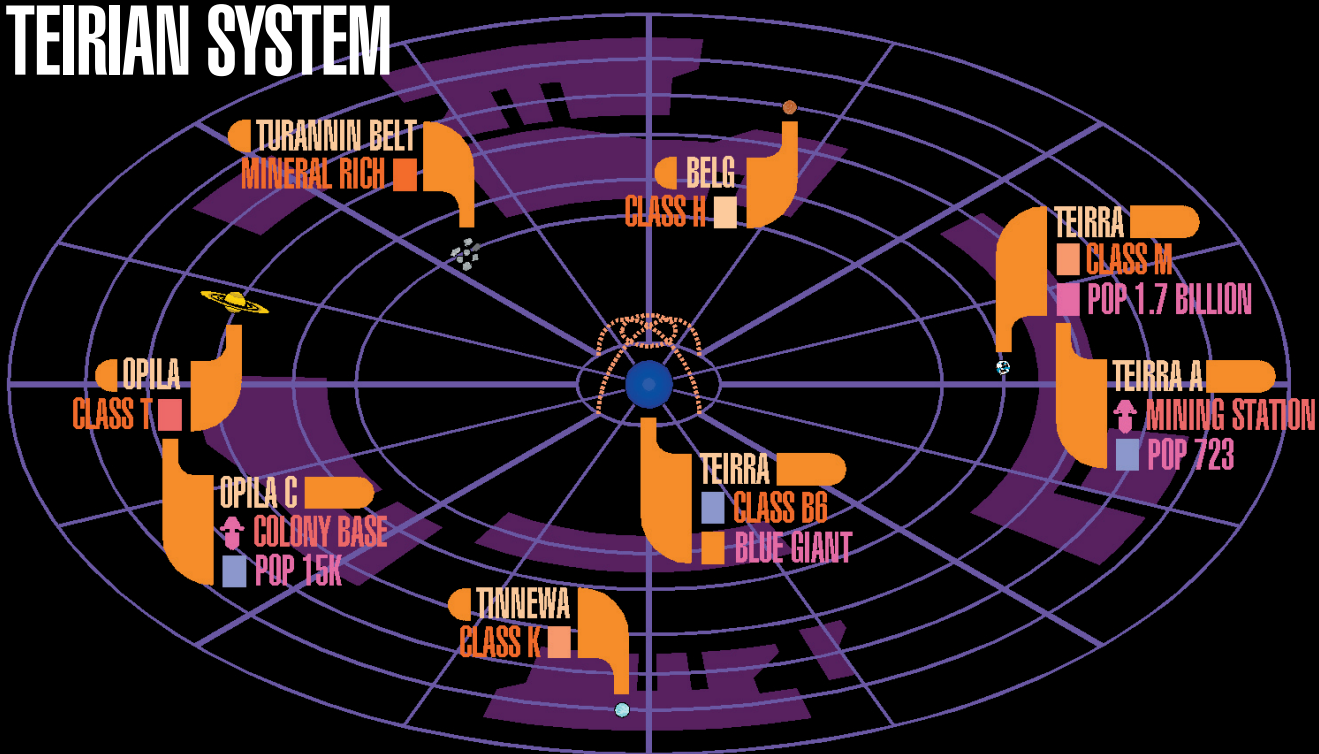 TEIRIAN SYSTEM
TURANNIN BELT
MINERAL RICH
BELG
CLASS H
TEIRRA
CLASS M
POP 1.7 BILLION
OPILA
CLASS T
TEIRRA A
MINING STATION
POP 723
OPILA C
COLONY BASE
POP 15K
TEIRRA
CLASS B6
BLUE GIANT
TINNEWA
CLASS K